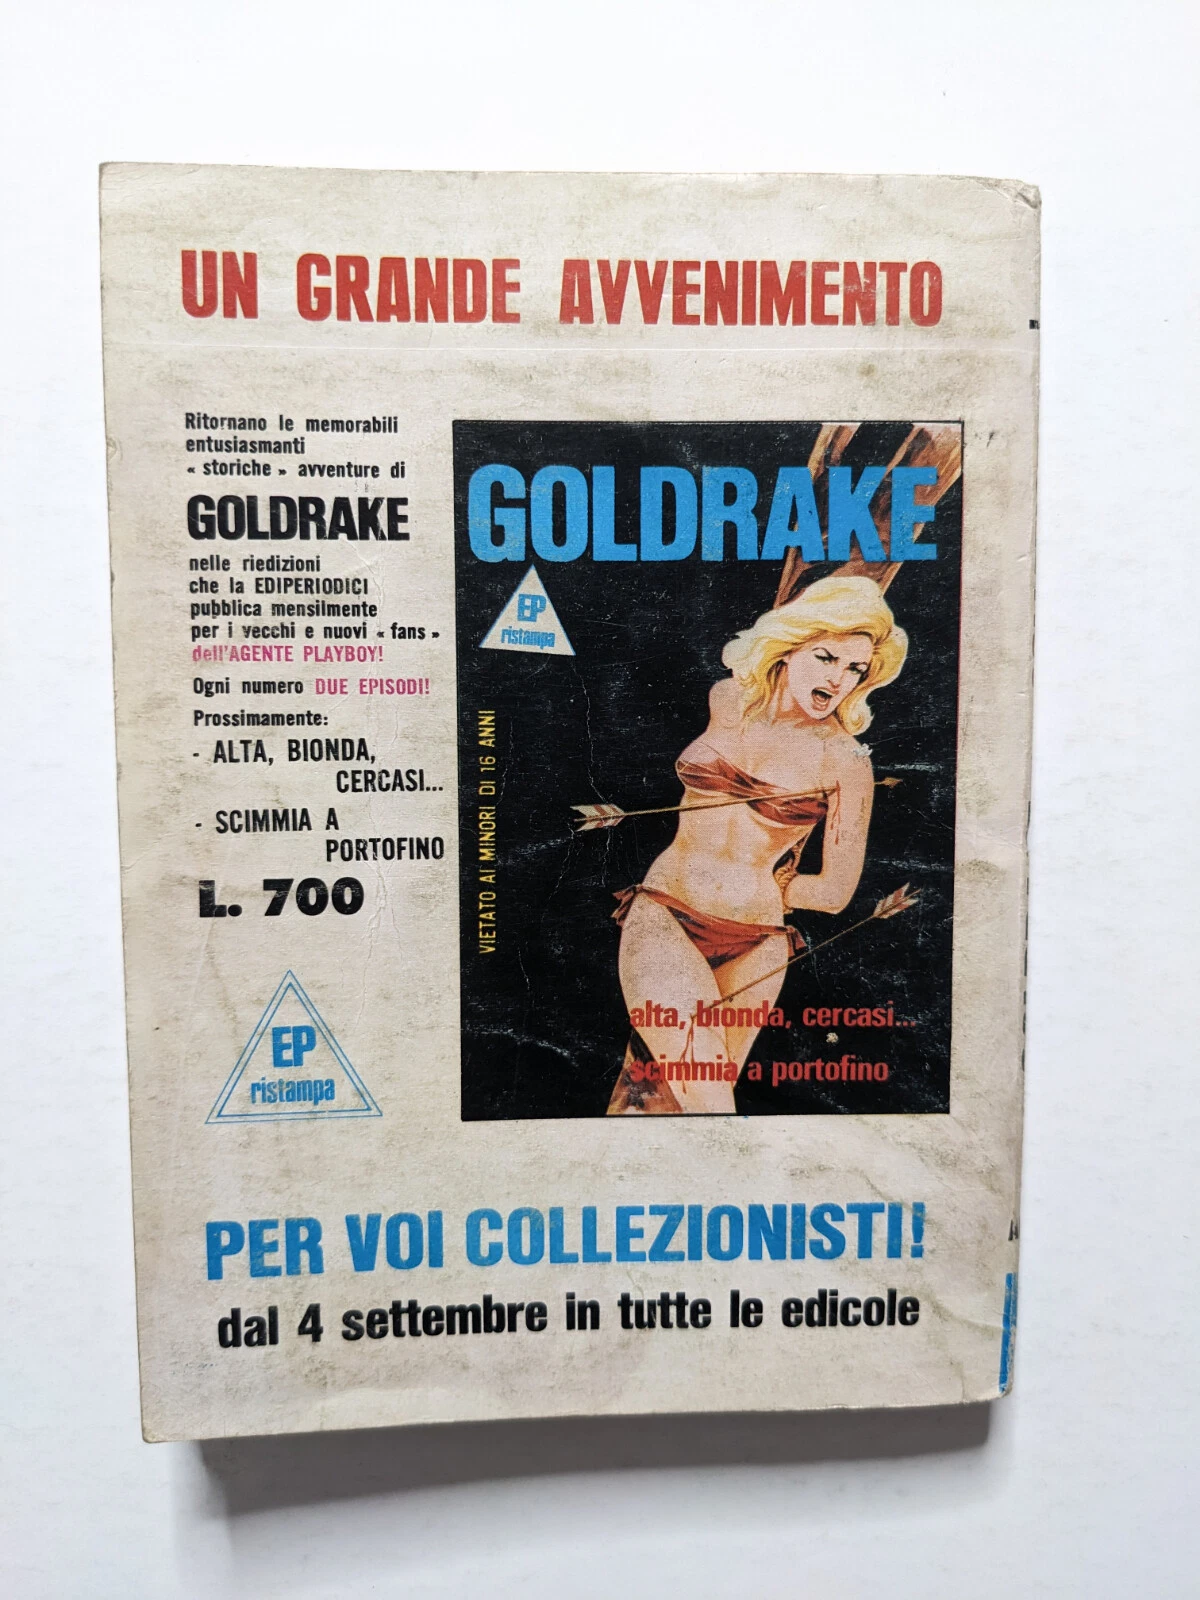 UN GRANDE AVVENIMENTO
Ritornano le memorabili
entusiasmanti
« storiche » avventure di
GOLDRAKE
nelle riedizioni
che la EDIPERIODICI
pubblica mensilmente
per i vecchi e nuovi « fans »
dell'AGENTE PLAYBOY!
Ogni numero DUE EPISODI!
Prossimamente:
- ALTA, BIONDA,
CERCASI...
- SCIMMIA A
PORTOFINO
L. 700
EP
ristampa
GOLDRAKE
EP
ristampa
VIETATO AI MINORI DI 16 ANNI
alta, bionda, cercasi...
scimmia a portofino
PER VOI COLLEZIONISTI!
dal 4 settembre in tutte le edicole